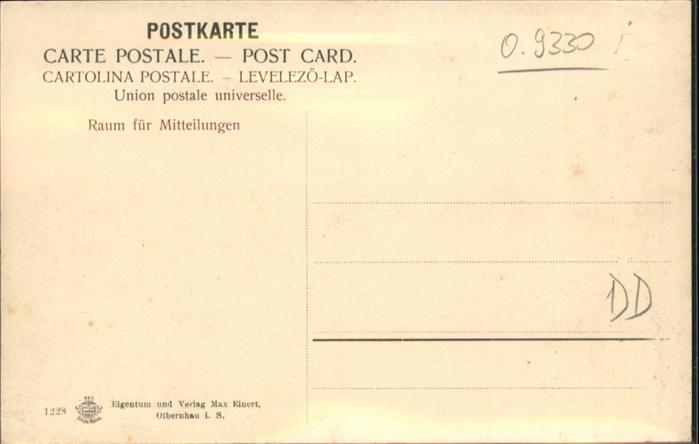 POSTKARTE
CARTE POSTALE. — POST CARD.
CARTOLINA POSTALE. – LEVELEZŐ-LAP.
Union postale universelle.
Raum für Mitteilungen
O.9330
DD
1228
Eigentum und Verlag Max Einert,
Olbernhau i. S.